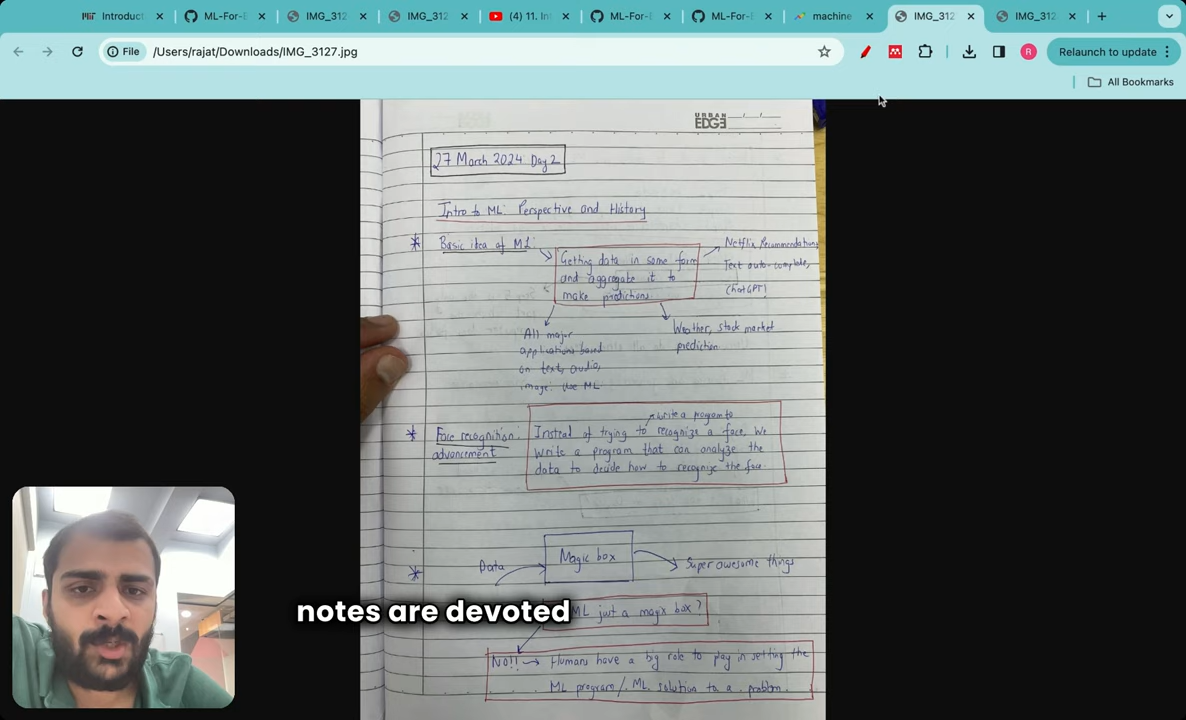 Introduct
ML-For-B
IMG_312
IMG_312
(4) 11. In
ML-For-B
ML-For-B
machine
IMG_312
IMG_312
File
/Users/rajat/Downloads/IMG_3127.jpg
R
Relaunch to update
All Bookmarks
URBAN
EDGE
27 March 2024 Day 2
Intro to ML: Perspective and History
* Basic idea of ML:
Getting data in some form
and aggregate it to
make predictions.
Netflix Recommendations,
Text auto-complete,
ChatGPT!
All major
applications based
on text, audio,
image: Use ML
Weather, stock market
prediction
* Face recognition:
advancement
write a program to
Instead of trying to recognize a face. We
write a program that can analyze the
data to decide how to recognize the face.
* Data
Magic box
Super awesome things
notes are devoted
ML just a magix box?
No!! → Humans have a big role to play in setting the
ML program/ML solution to a problem.